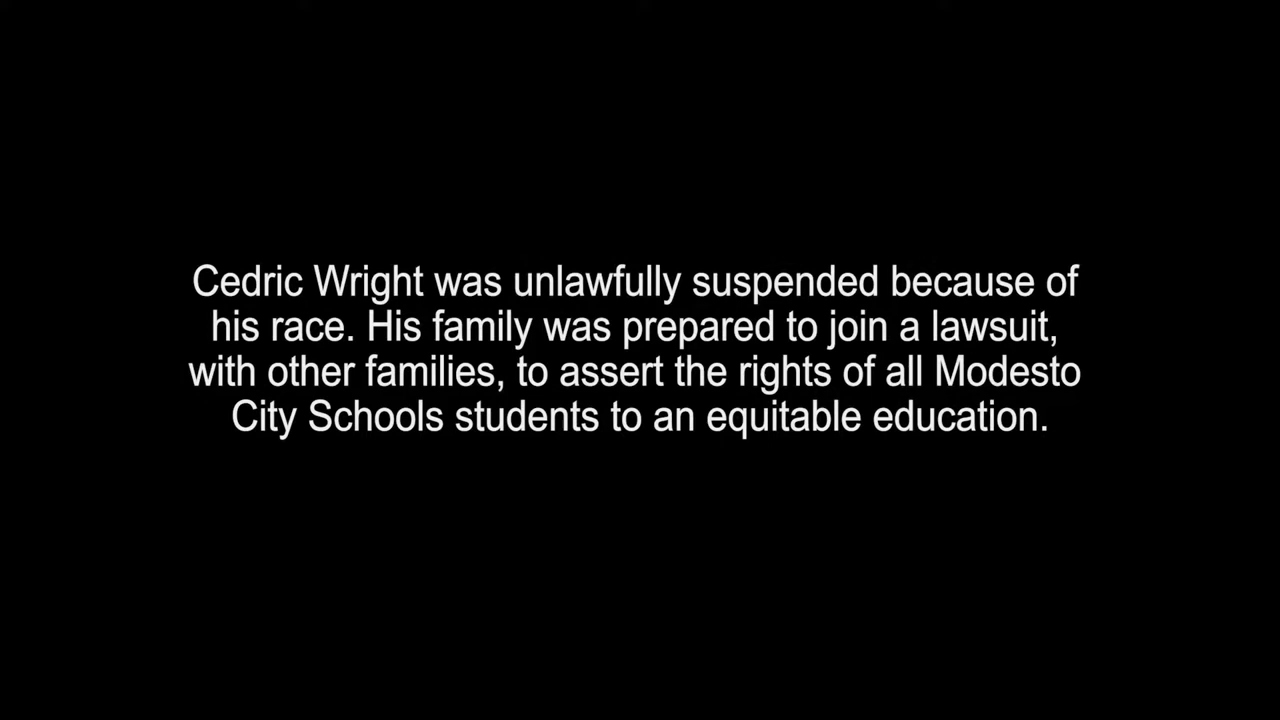 Cedric Wright was unlawfully suspended because of
his race. His family was prepared to join a lawsuit,
with other families, to assert the rights of all Modesto
City Schools students to an equitable education.